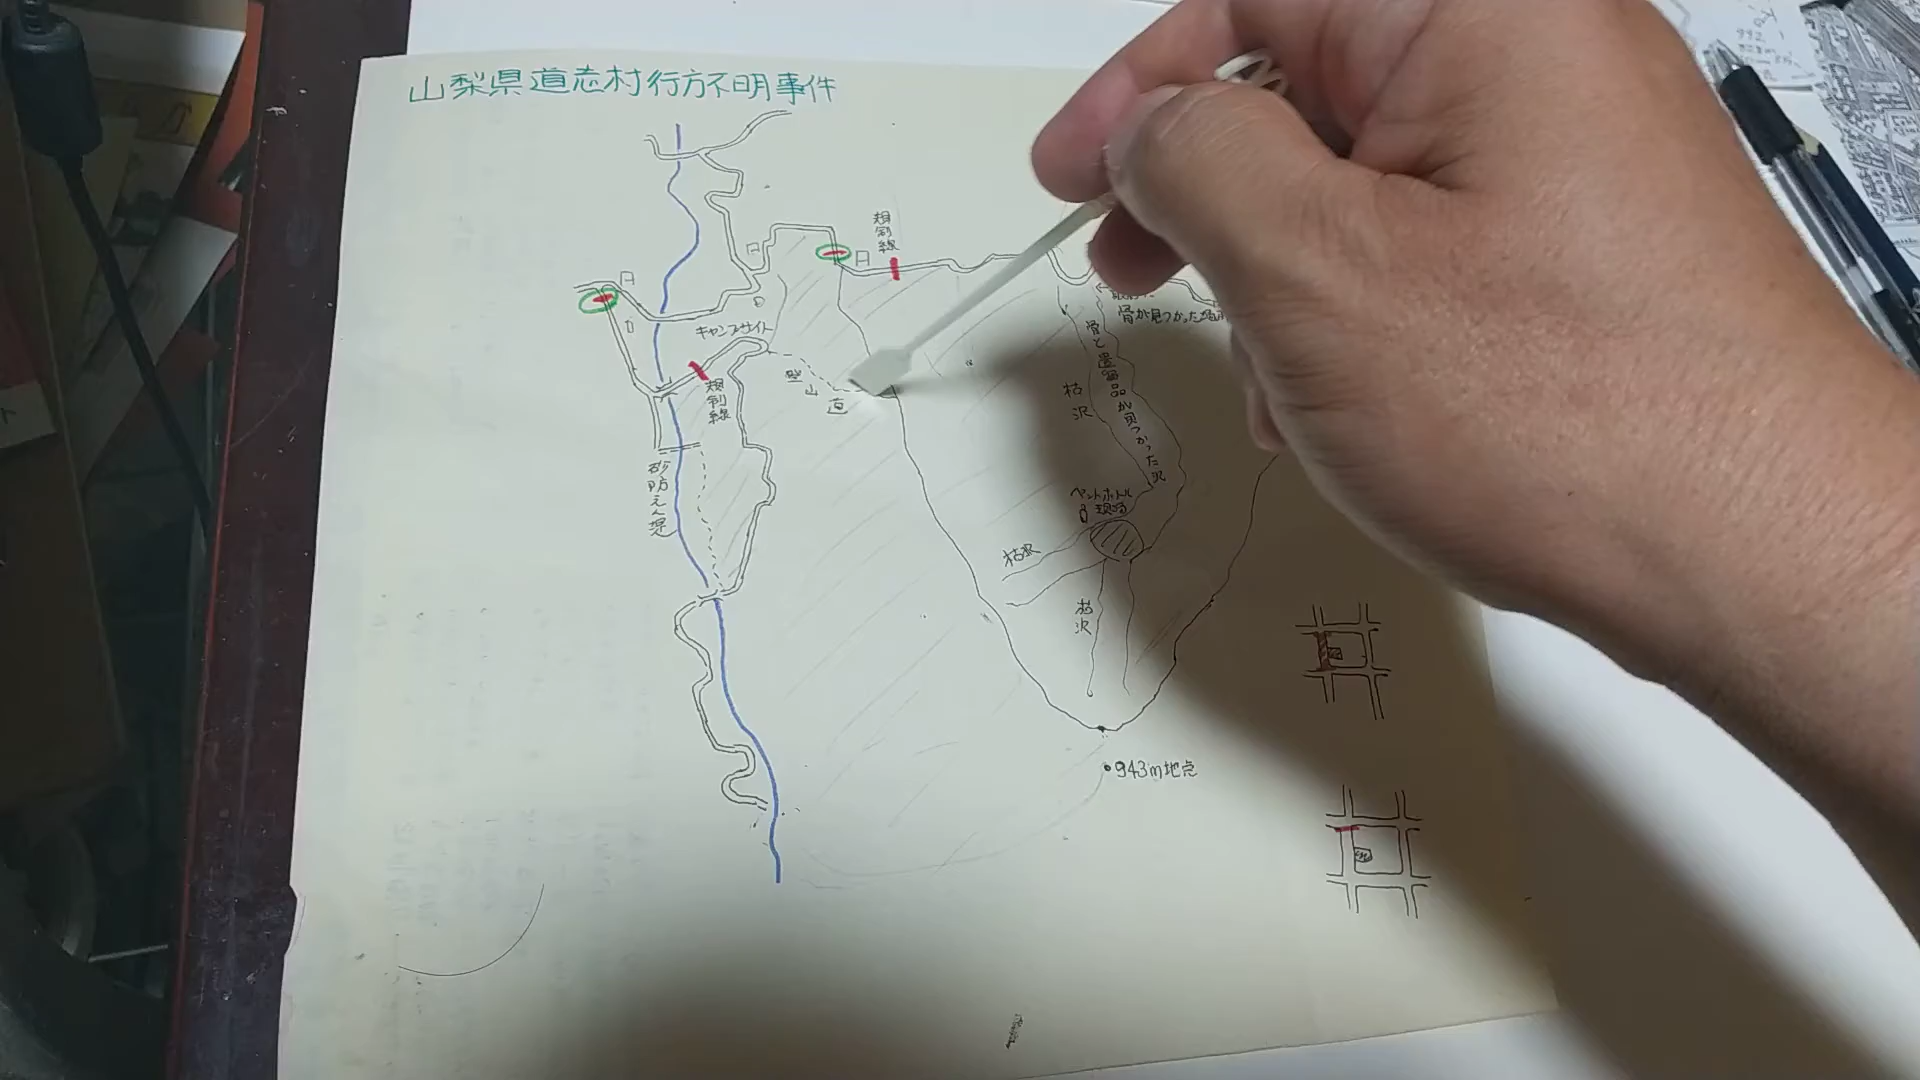 山梨県道志村行方不明事件
規制線
骨が見つかった場所
キャンプサイト
登山道
規制線
骨と遺留品が見つかった沢
枯沢
砂防えん堤
ペットボトル
現場
枯沢
枯沢
943m地点